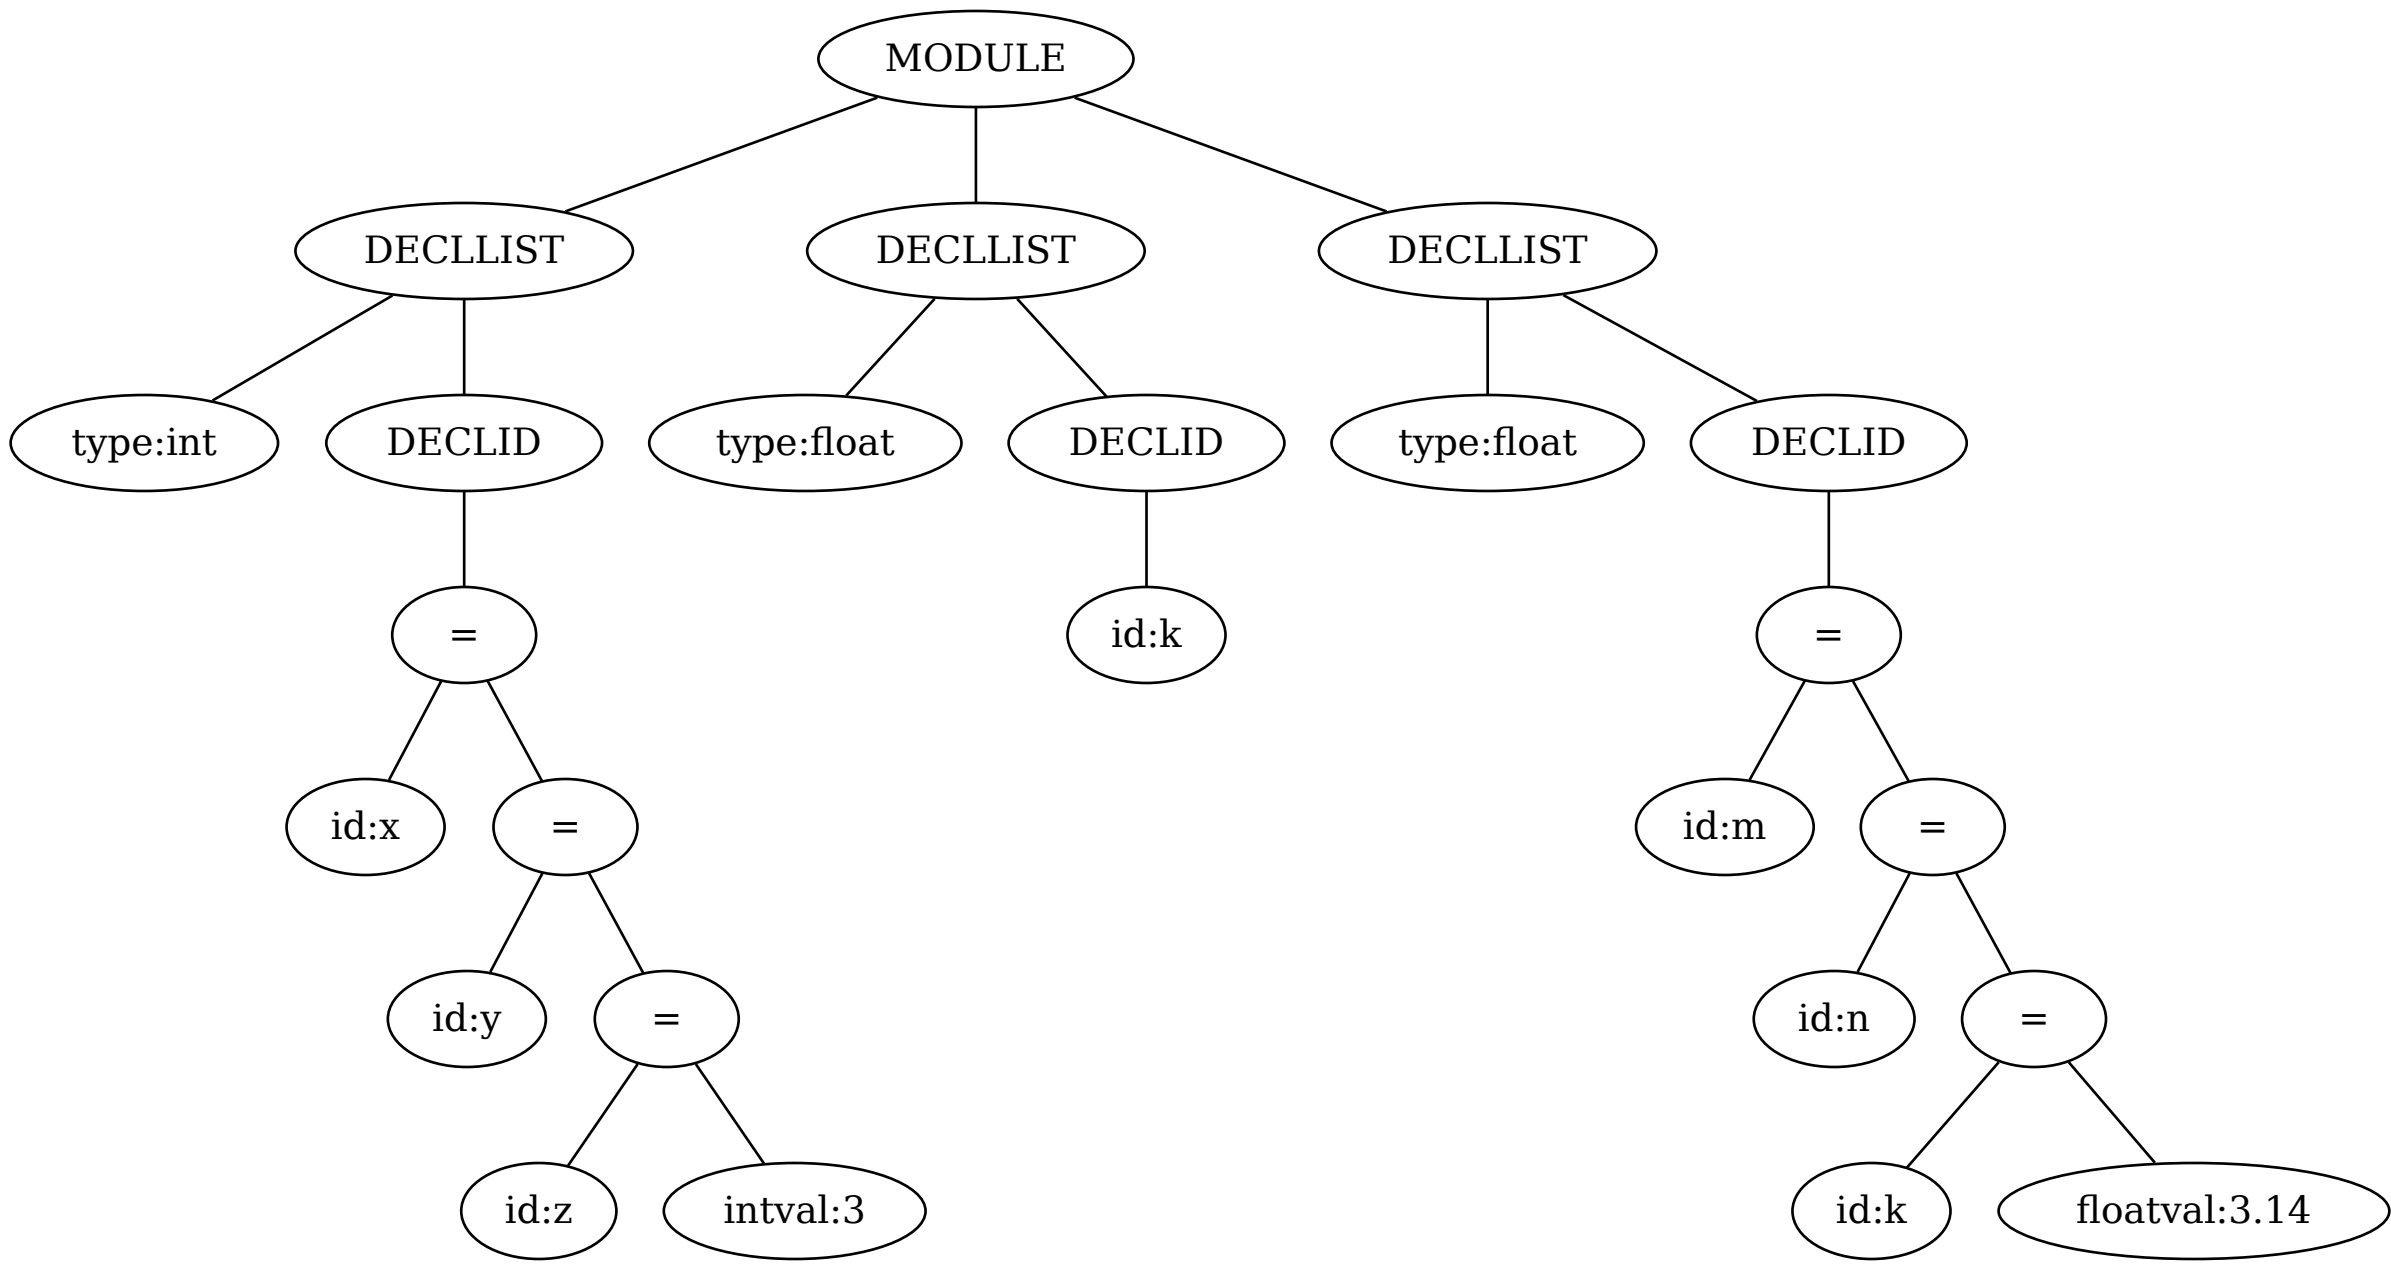 MODULE
DECLLIST DECLLIST DECLLIST
type:int DECLID type:float DECLID type:float DECLID
= id:k =
id:x = id:m =
id:y = id:n =
id:z intval:3 id:k floatval:3.14